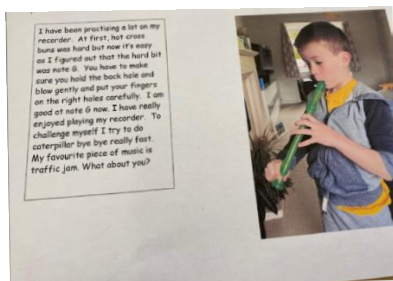 I have been practising a lot on my
recorder. At first, hot cross
buns was hard but now it's easy
as I figured out that the hard bit
was note G. You have to make
sure you hold the back hole and
blow gently and put your fingers
on the right holes carefully. I am
good at note G now. I have really
enjoyed playing my recorder. To
challenge myself I try to do
caterpillar bye bye really fast.
My favourite piece of music is
traffic jam. What about you?